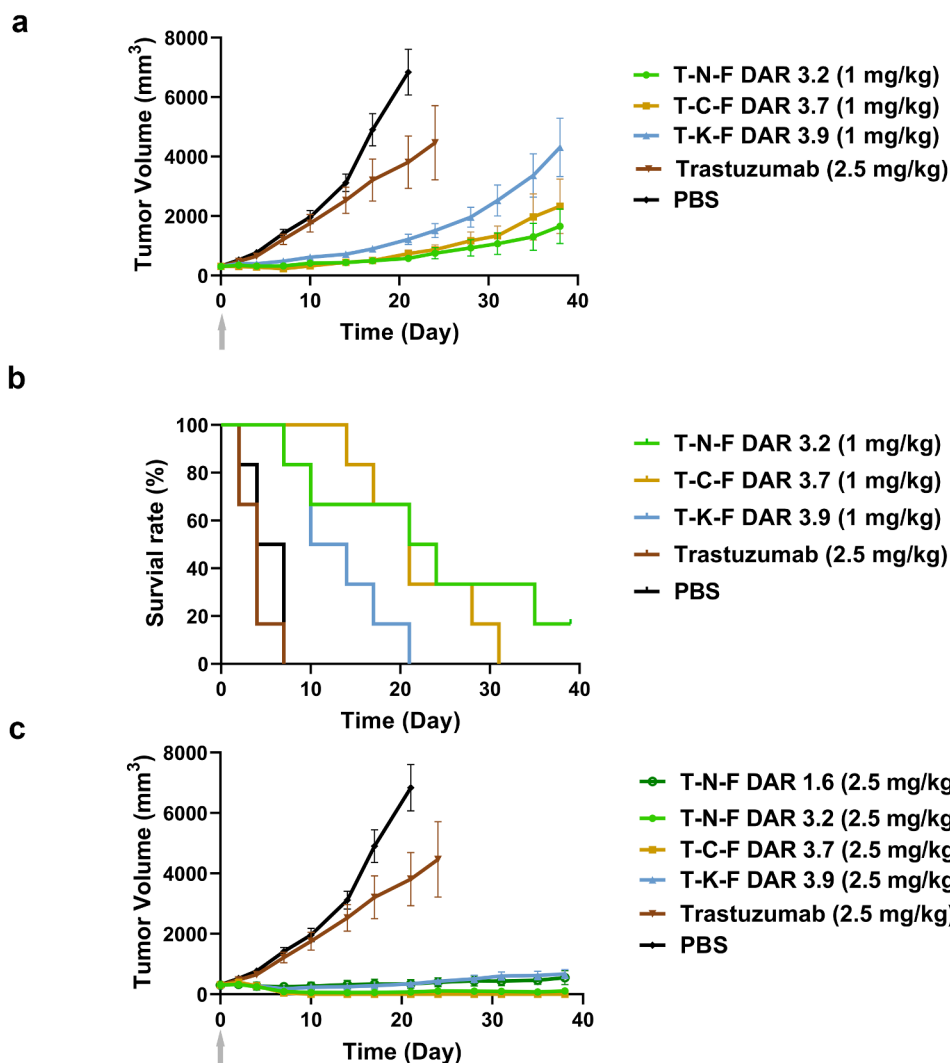 a
Tumor Volume (mm³)
8000
6000
4000
2000
0
0
10
20
30
40
Time (Day)
T-N-F DAR 3.2 (1 mg/kg)
T-C-F DAR 3.7 (1 mg/kg)
T-K-F DAR 3.9 (1 mg/kg)
Trastuzumab (2.5 mg/kg)
PBS
b
Survial rate (%)
100
80
60
40
20
0
0
10
20
30
40
Time (Day)
T-N-F DAR 3.2 (1 mg/kg)
T-C-F DAR 3.7 (1 mg/kg)
T-K-F DAR 3.9 (1 mg/kg)
Trastuzumab (2.5 mg/kg)
PBS
c
Tumor Volume (mm³)
8000
6000
4000
2000
0
0
10
20
30
40
Time (Day)
T-N-F DAR 1.6 (2.5 mg/kg
T-N-F DAR 3.2 (2.5 mg/kg
T-C-F DAR 3.7 (2.5 mg/kg
T-K-F DAR 3.9 (2.5 mg/kg
Trastuzumab (2.5 mg/kg)
PBS